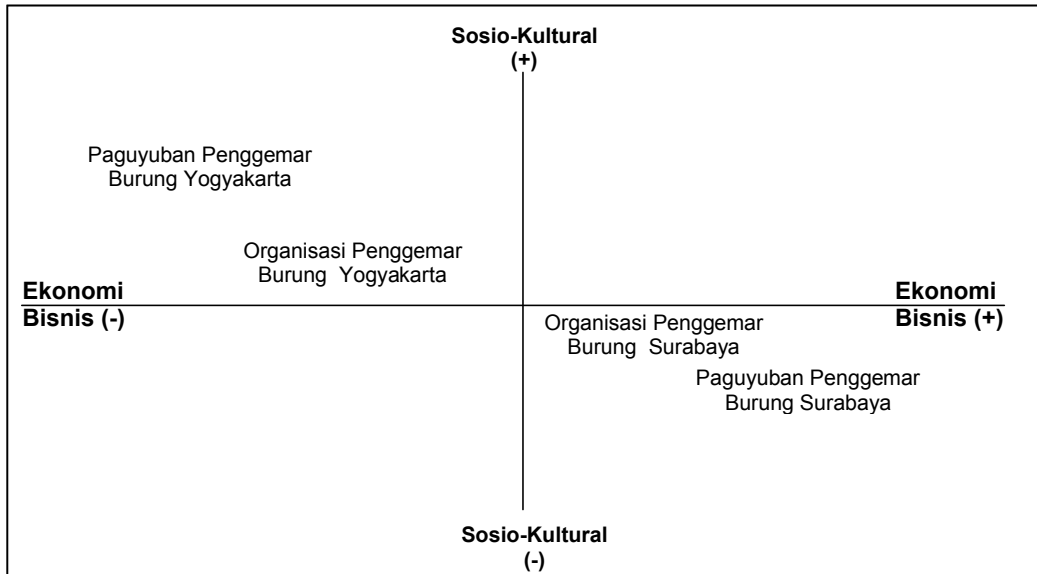 Sosio-Kultural
(+)
Paguyuban Penggemar
Burung Yogyakarta
Organisasi Penggemar
Burung Yogyakarta
Ekonomi
Bisnis (-)
Ekonomi
Bisnis (+)
Organisasi Penggemar
Burung Surabaya
Paguyuban Penggemar
Burung Surabaya
Sosio-Kultural
(-)